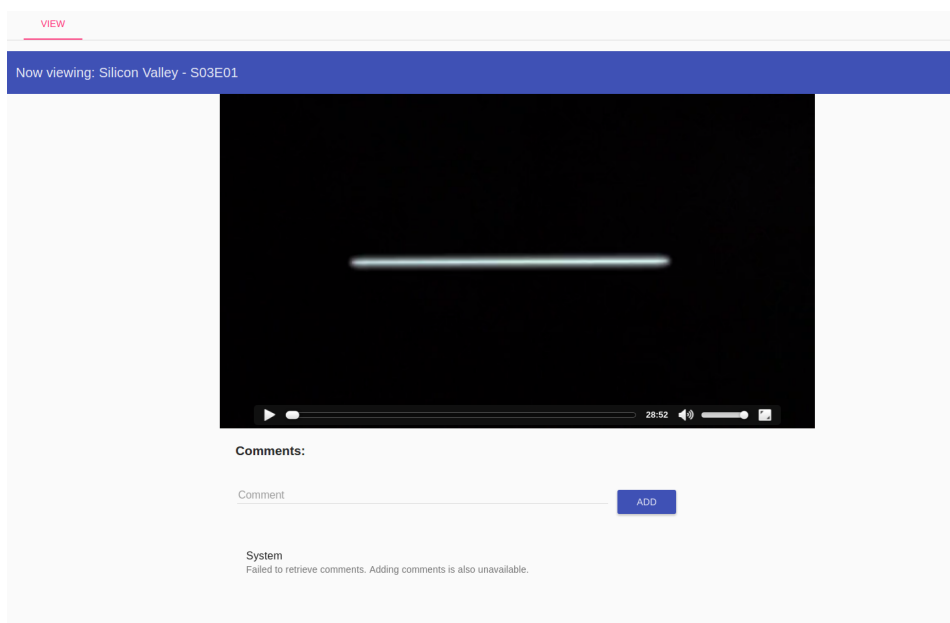 VIEW
Now viewing: Silicon Valley - S03E01
28:52
Comments:
Comment
ADD
System
Failed to retrieve comments. Adding comments is also unavailable.